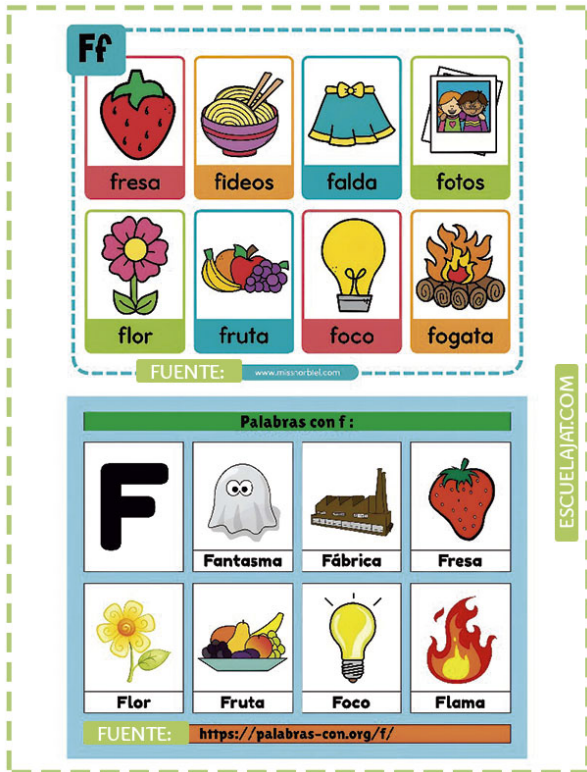 Ff
fresa fideos falda fotos
flor fruta foco fogata
FUENTE: www.missnorbiel.com
ESCUELAJAT.COM
Palabras con f :
F
Fantasma Fábrica Fresa
Flor Fruta Foco Flama
FUENTE: https://palabras-con.org/f/